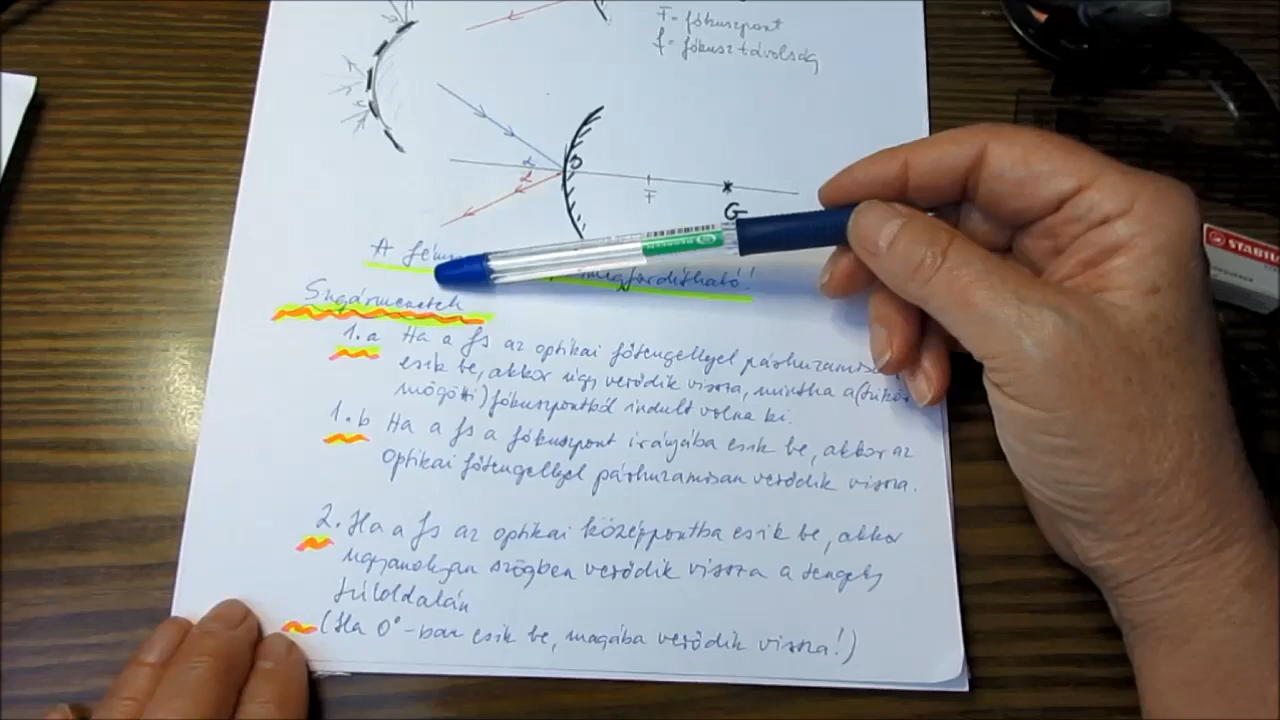 F = fókuszpont
f = fókusztávolság
α
O
α
F
G
A megfordítható!
Sugármenetek
1.a Ha a fs az optikai főtengellyel párhuzamosan
esik be, akkor úgy verődik vissza, mintha a (tükör
mögötti) fókuszpontból indult volna ki.
1.b Ha a fs a fókuszpont irányába esik be, akkor az
optikai főtengellyel párhuzamosan verődik vissza.
2. Ha a fs az optikai középpontba esik be, akkor
ugyanolyan szögben verődik vissza a tengely
túloldalán
(Ha 0°-ban esik be, magába verődik vissza!)
STABIL